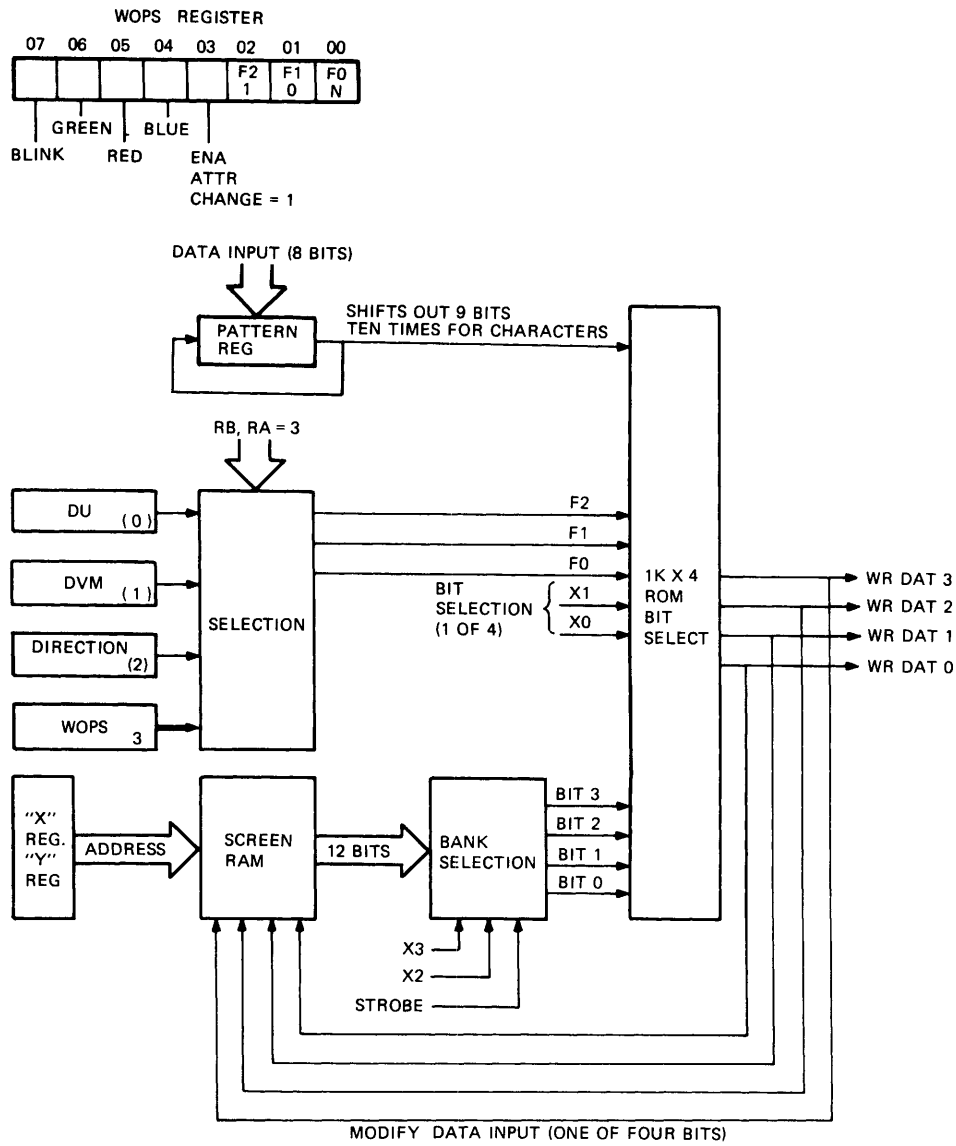 WOPS REGISTER
07 06 05 04 03 02 01 00
F2 F1 F0
1 0 N
GREEN BLUE
BLINK RED ENA
ATTR
CHANGE = 1
DATA INPUT (8 BITS)
PATTERN
REG
SHIFTS OUT 9 BITS
TEN TIMES FOR CHARACTERS
RB, RA = 3
DU (0)
DVM (1)
DIRECTION (2)
WOPS 3
SELECTION
F2
F1
F0
BIT
SELECTION
(1 OF 4)
X1
X0
1K X 4
ROM
BIT
SELECT
WR DAT 3
WR DAT 2
WR DAT 1
WR DAT 0
"X"
REG.
"Y"
REG
ADDRESS
SCREEN
RAM
12 BITS
BANK
SELECTION
BIT 3
BIT 2
BIT 1
BIT 0
X3
X2
STROBE
MODIFY DATA INPUT (ONE OF FOUR BITS)